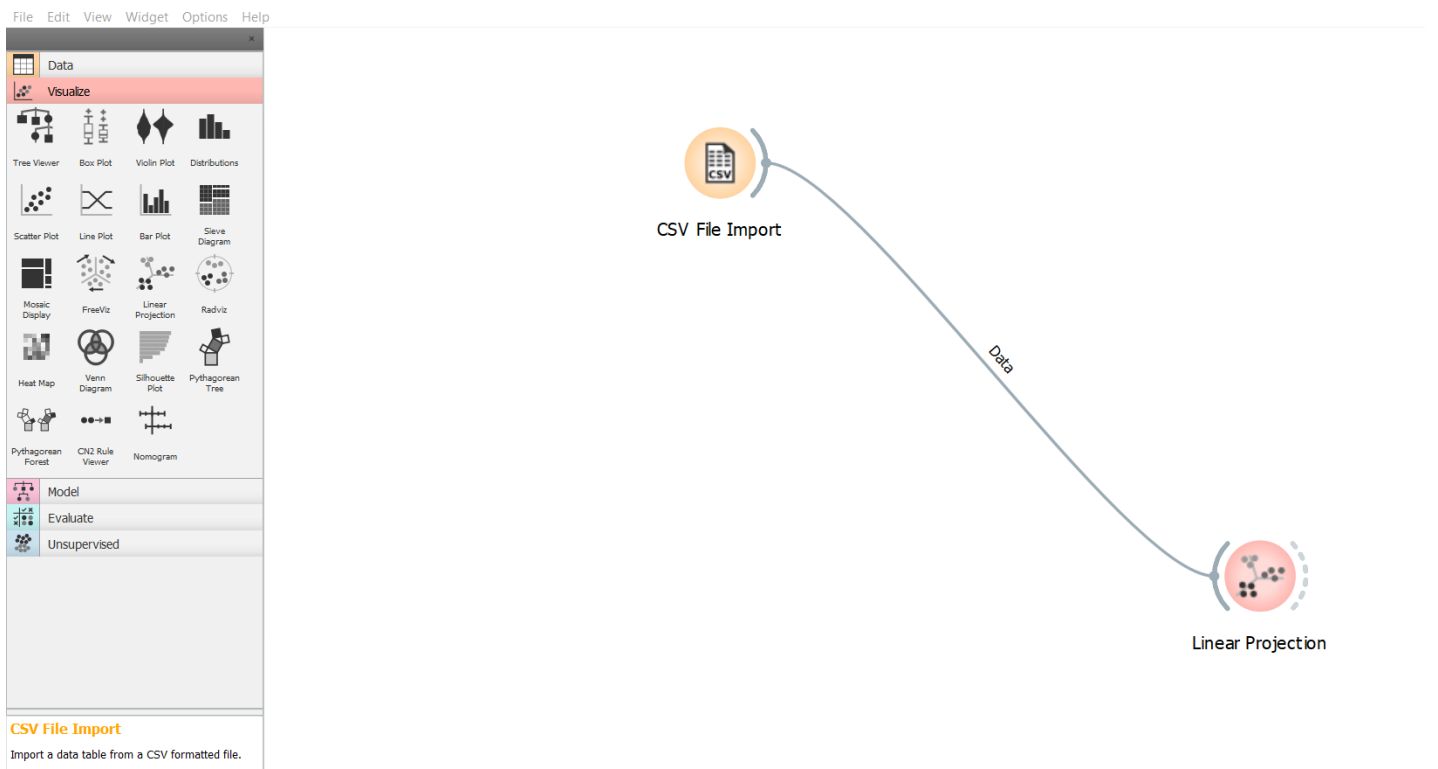 File Edit View Widget Options Help
×
Data
Visualize
Tree Viewer
Box Plot
Violin Plot
Distributions
Scatter Plot
Line Plot
Bar Plot
Sieve
Diagram
Mosaic
Display
FreeViz
Linear
Projection
Radviz
Heat Map
Venn
Diagram
Silhouette
Plot
Pythagorean
Tree
Pythagorean
Forest
CN2 Rule
Viewer
Nomogram
Model
Evaluate
Unsupervised
CSV File Import
Import a data table from a CSV formatted file.
CSV
CSV File Import
Data
Linear Projection